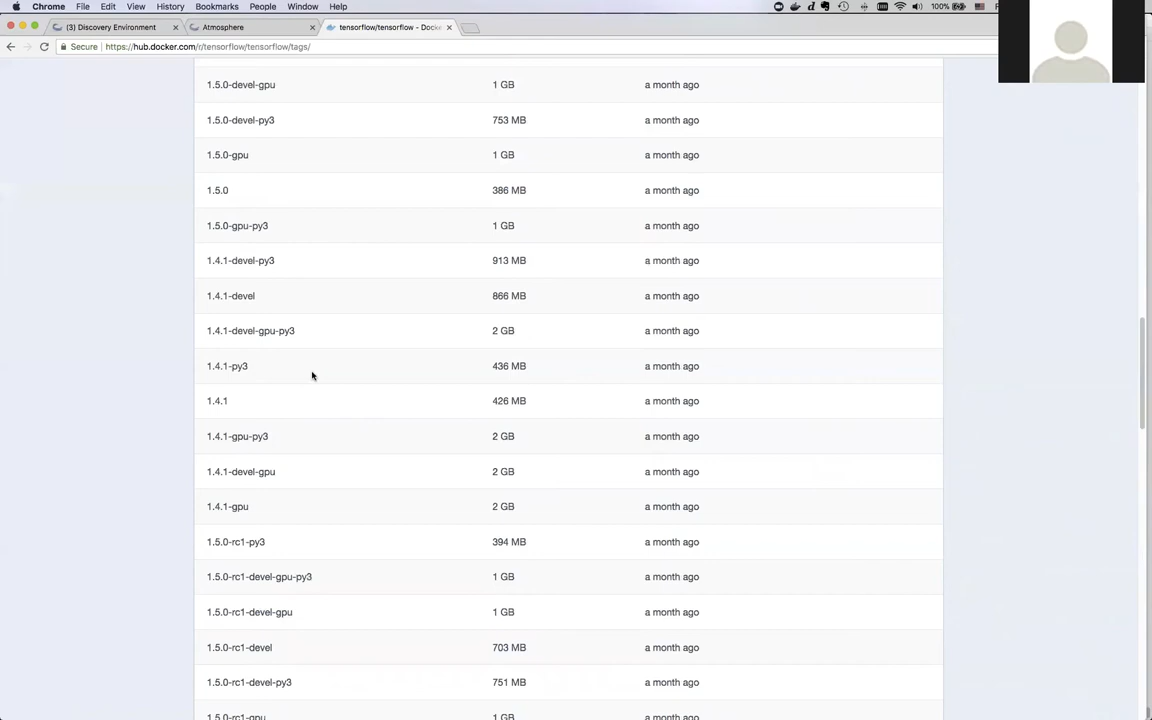 Chrome File Edit View History Bookmarks People Window Help 100%
(3) Discovery Environment Atmosphere tensorflow/tensorflow - Docke
Secure https://hub.docker.com/r/tensorflow/tensorflow/tags/
1.5.0-devel-gpu 1 GB a month ago
1.5.0-devel-py3 753 MB a month ago
1.5.0-gpu 1 GB a month ago
1.5.0 386 MB a month ago
1.5.0-gpu-py3 1 GB a month ago
1.4.1-devel-py3 913 MB a month ago
1.4.1-devel 866 MB a month ago
1.4.1-devel-gpu-py3 2 GB a month ago
1.4.1-py3 436 MB a month ago
1.4.1 426 MB a month ago
1.4.1-gpu-py3 2 GB a month ago
1.4.1-devel-gpu 2 GB a month ago
1.4.1-gpu 2 GB a month ago
1.5.0-rc1-py3 394 MB a month ago
1.5.0-rc1-devel-gpu-py3 1 GB a month ago
1.5.0-rc1-devel-gpu 1 GB a month ago
1.5.0-rc1-devel 703 MB a month ago
1.5.0-rc1-devel-py3 751 MB a month ago
1.5.0-rc1-gpu 1 GB a month ago